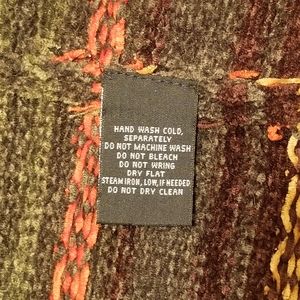 HAND WASH COLD,
SEPARATELY
DO NOT MACHINE WASH
DO NOT BLEACH
DO NOT WRING
DRY FLAT
STEAM IRON, LOW, IF NEEDED
DO NOT DRY CLEAN